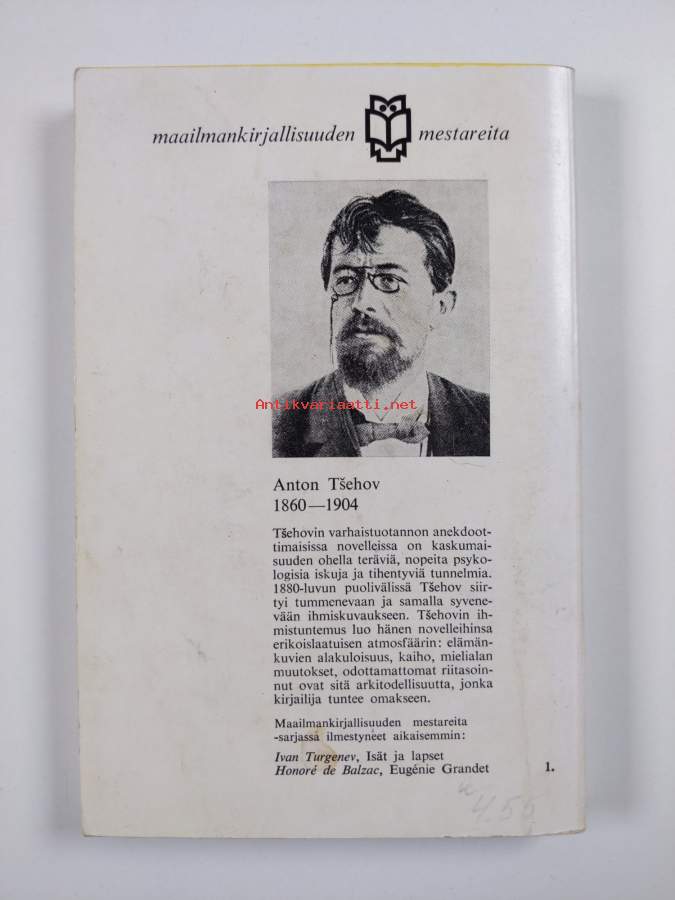 maailmankirjallisuuden mestareita
Antikvariaatti.net
Anton Tšehov
1860—1904
Tšehovin varhaistuotannon anekdoot-
timaisissa novelleissa on kaskumai-
suuden ohella teräviä, nopeita psyko-
logisia iskuja ja tihentyviä tunnelmia.
1880-luvun puolivälissä Tšehov siir-
tyi tummenevaan ja samalla syvene-
vään ihmiskuvaukseen. Tšehovin ih-
mistuntemus luo hänen novelleihinsa
erikoislaatuisen atmosfäärin: elämän-
kuvien alakuloisuus, kaiho, mielialan
muutokset, odottamattomat riitasoin-
nut ovat sitä arkitodellisuutta, jonka
kirjailija tuntee omakseen.
Maailmankirjallisuuden mestareita
-sarjassa ilmestyneet aikaisemmin:
Ivan Turgenev, Isät ja lapset
Honoré de Balzac, Eugénie Grandet
1.